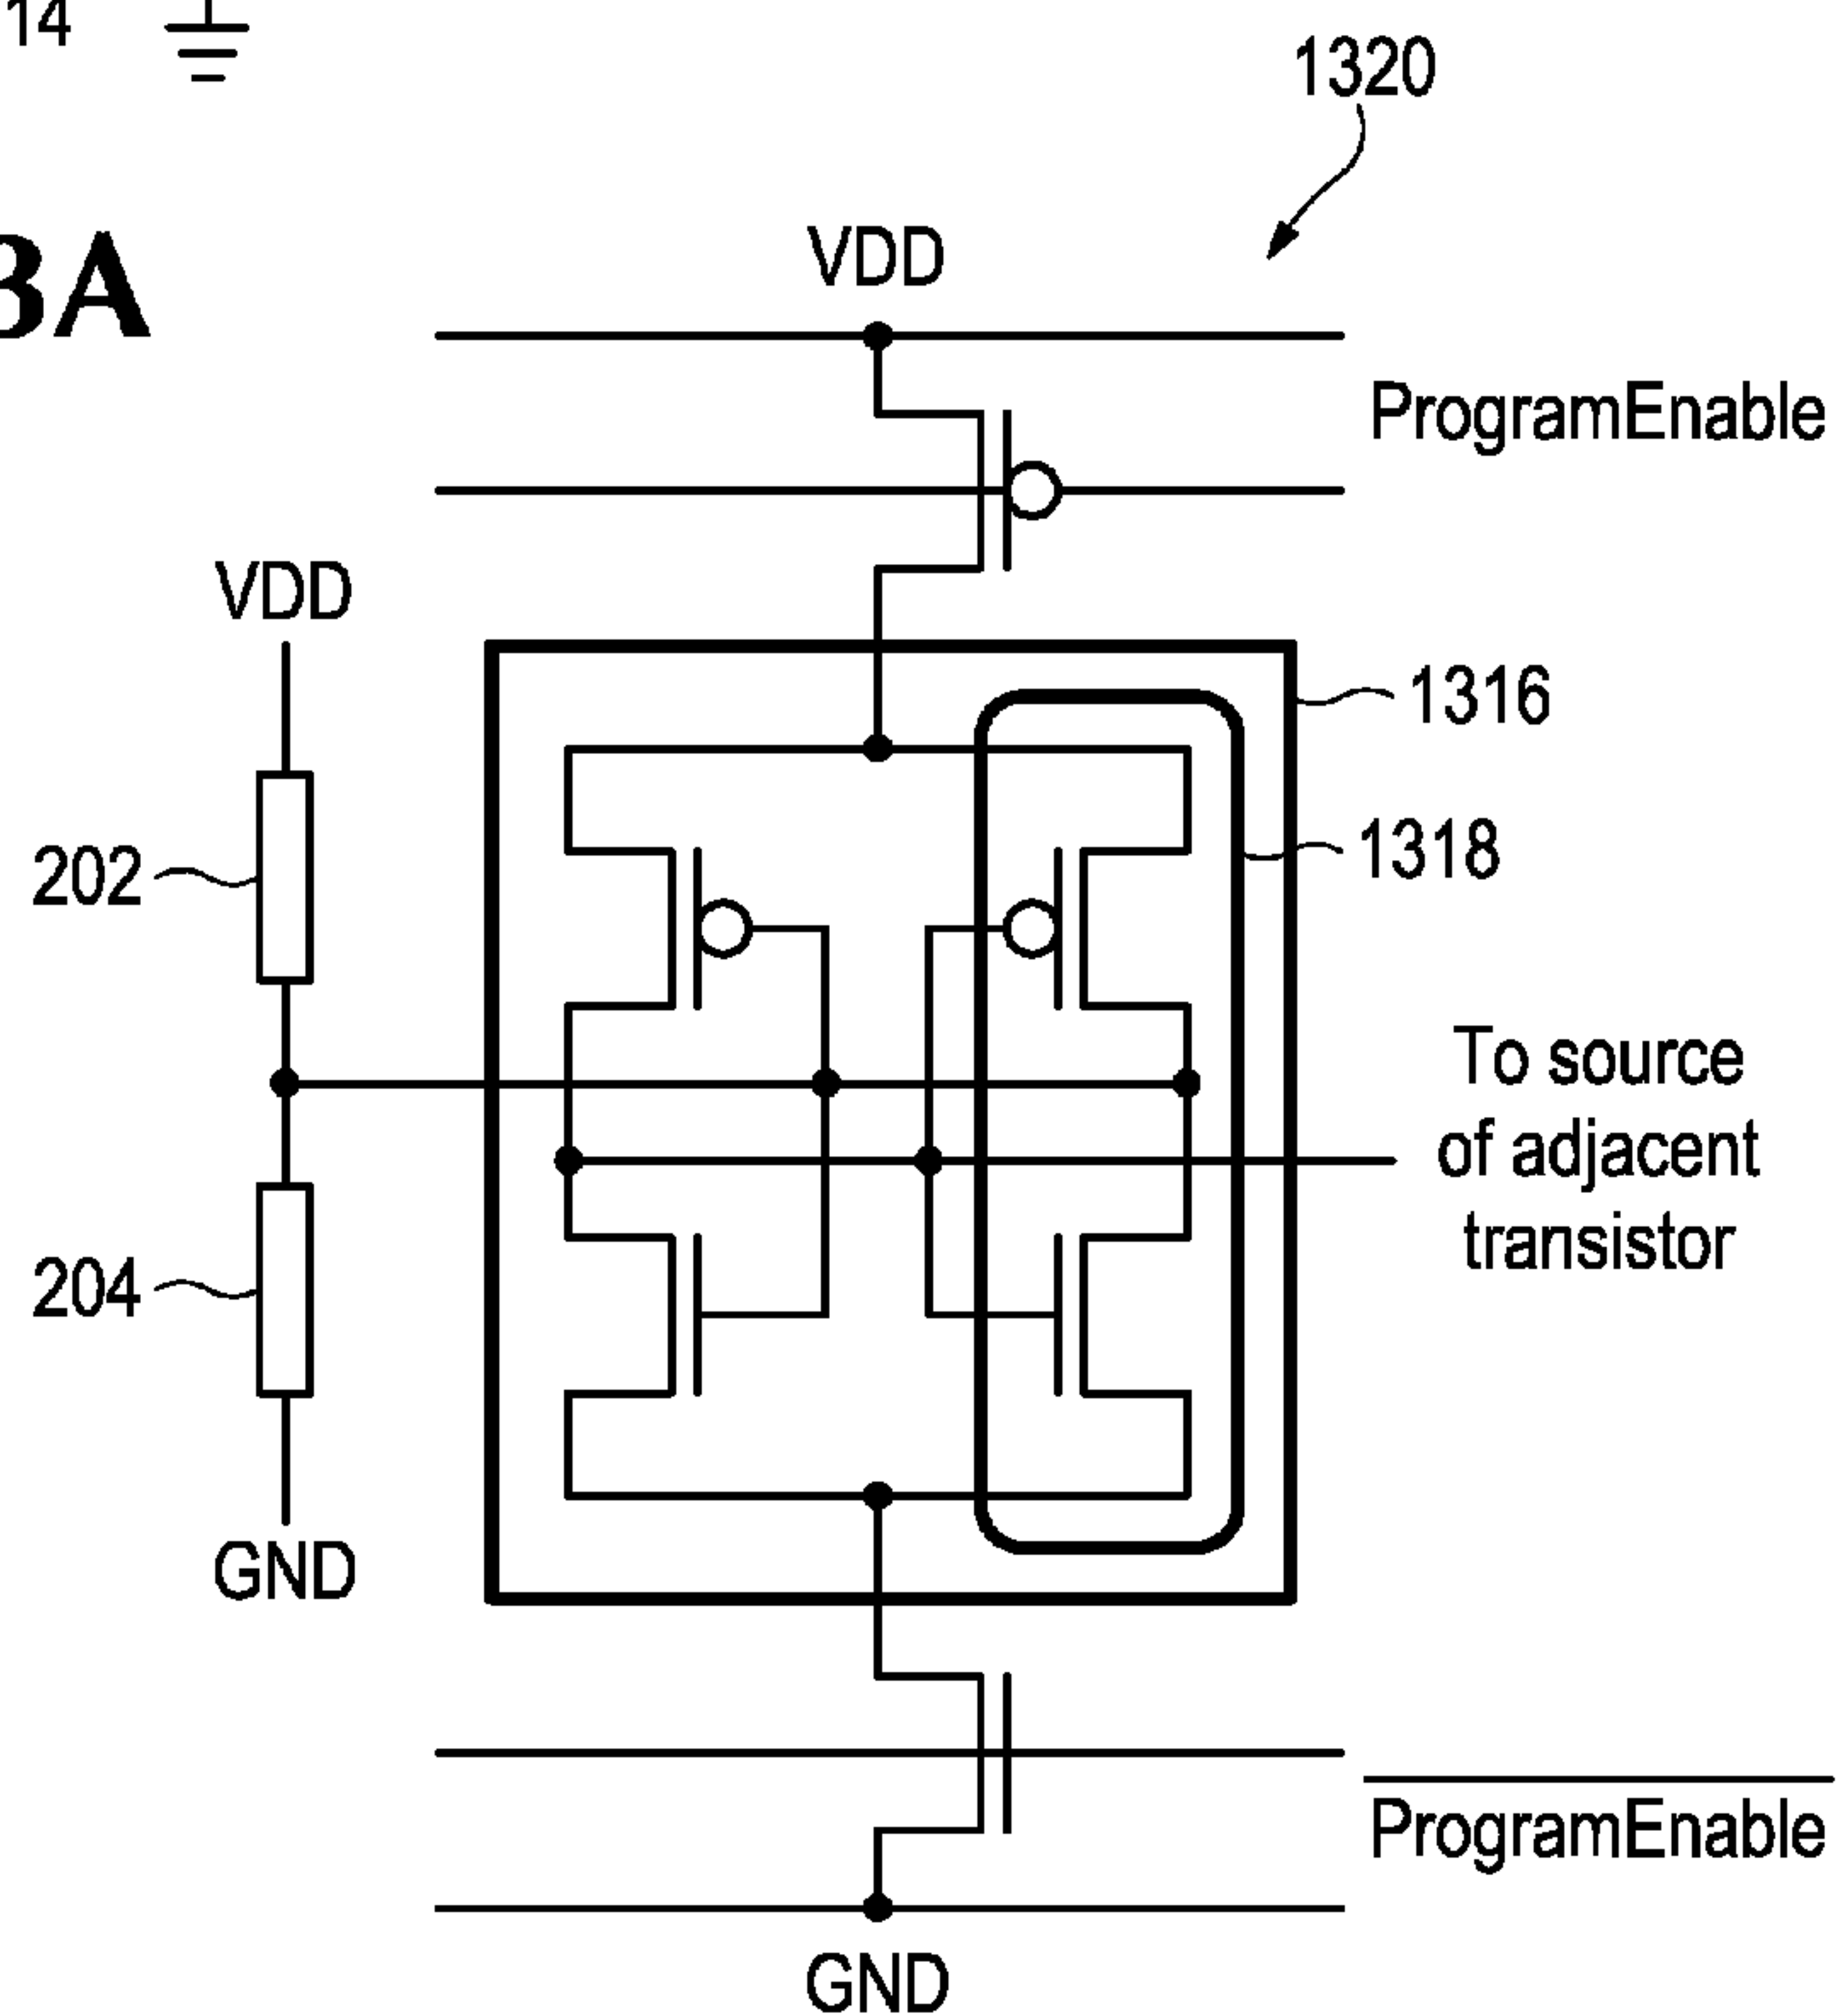 14
1320
3A
VDD
ProgramEnable
VDD
1316
202
1318
To source
of adjacent
transistor
204
GND
ProgramEnable
GND